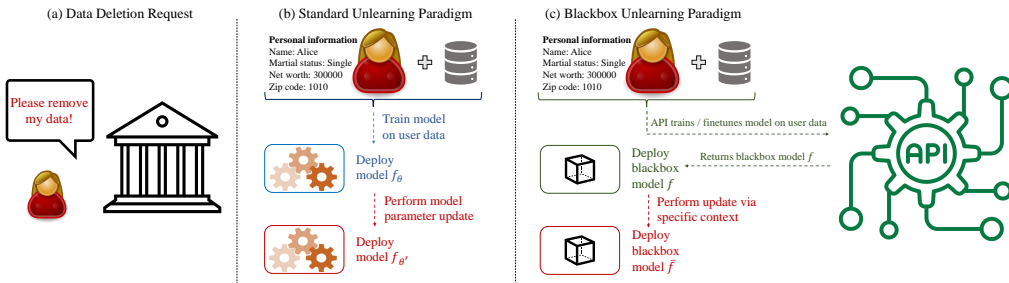 (a) Data Deletion Request
Please remove
my data!
(b) Standard Unlearning Paradigm
Personal information
Name: Alice
Martial status: Single
Net worth: 300000
Zip code: 1010
Train model
on user data
Deploy
model fθ
Perform model
parameter update
Deploy
model fθ′
(c) Blackbox Unlearning Paradigm
Personal information
Name: Alice
Martial status: Single
Net worth: 300000
Zip code: 1010
API trains / finetunes model on user data
Returns blackbox model f
API
Deploy
blackbox
model f
Perform update via
specific context
Deploy
blackbox
model f̄